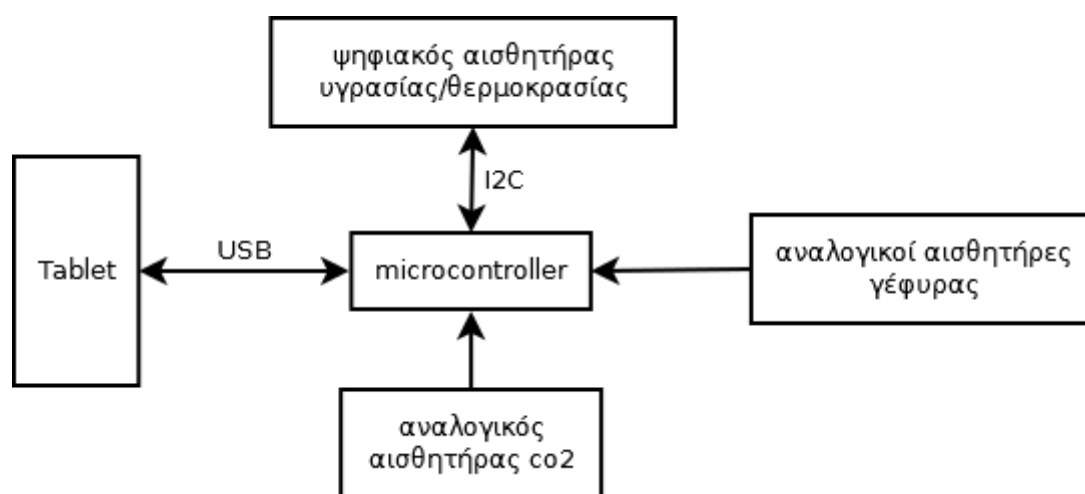 ψηφιακός αισθητήρας
υγρασίας/θερμοκρασίας
I2C
Tablet
USB
microcontroller
αναλογικοί αισθητήρες
γέφυρας
αναλογικός
αισθητήρας co2